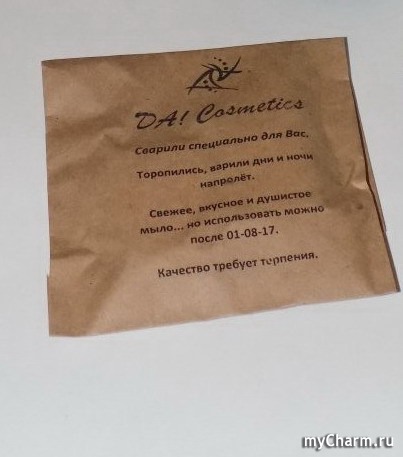 DA! Cosmetics
Сварили специально для Вас.
Торопились, варили дни и ночи
напролёт.
Свежее, вкусное и душистое
мыло... но использовать можно
после 01-08-17.
Качество требует терпения.
myCharm.ru